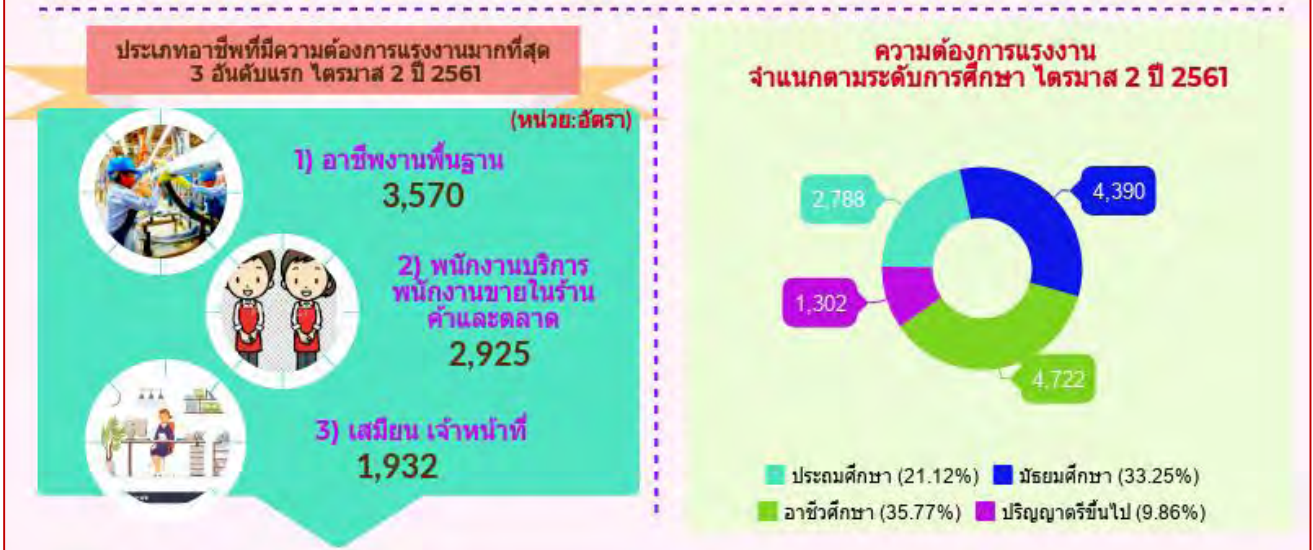 ประเภทอาชีพที่มีความต้องการแรงงานมากที่สุด
3 อันดับแรก ไตรมาส 2 ปี 2561
(หน่วย:อัตรา)
1) อาชีพงานพื้นฐาน
3,570
2) พนักงานบริการ
พนักงานขายในร้าน
ค้าและตลาด
2,925
3) เสมียน เจ้าหน้าที่
1,932
ความต้องการแรงงาน
จำแนกตามระดับการศึกษา ไตรมาส 2 ปี 2561
2,788
4,390
1,302
4,722
ประถมศึกษา (21.12%)
มัธยมศึกษา (33.25%)
อาชีวศึกษา (35.77%)
ปริญญาตรีขึ้นไป (9.86%)